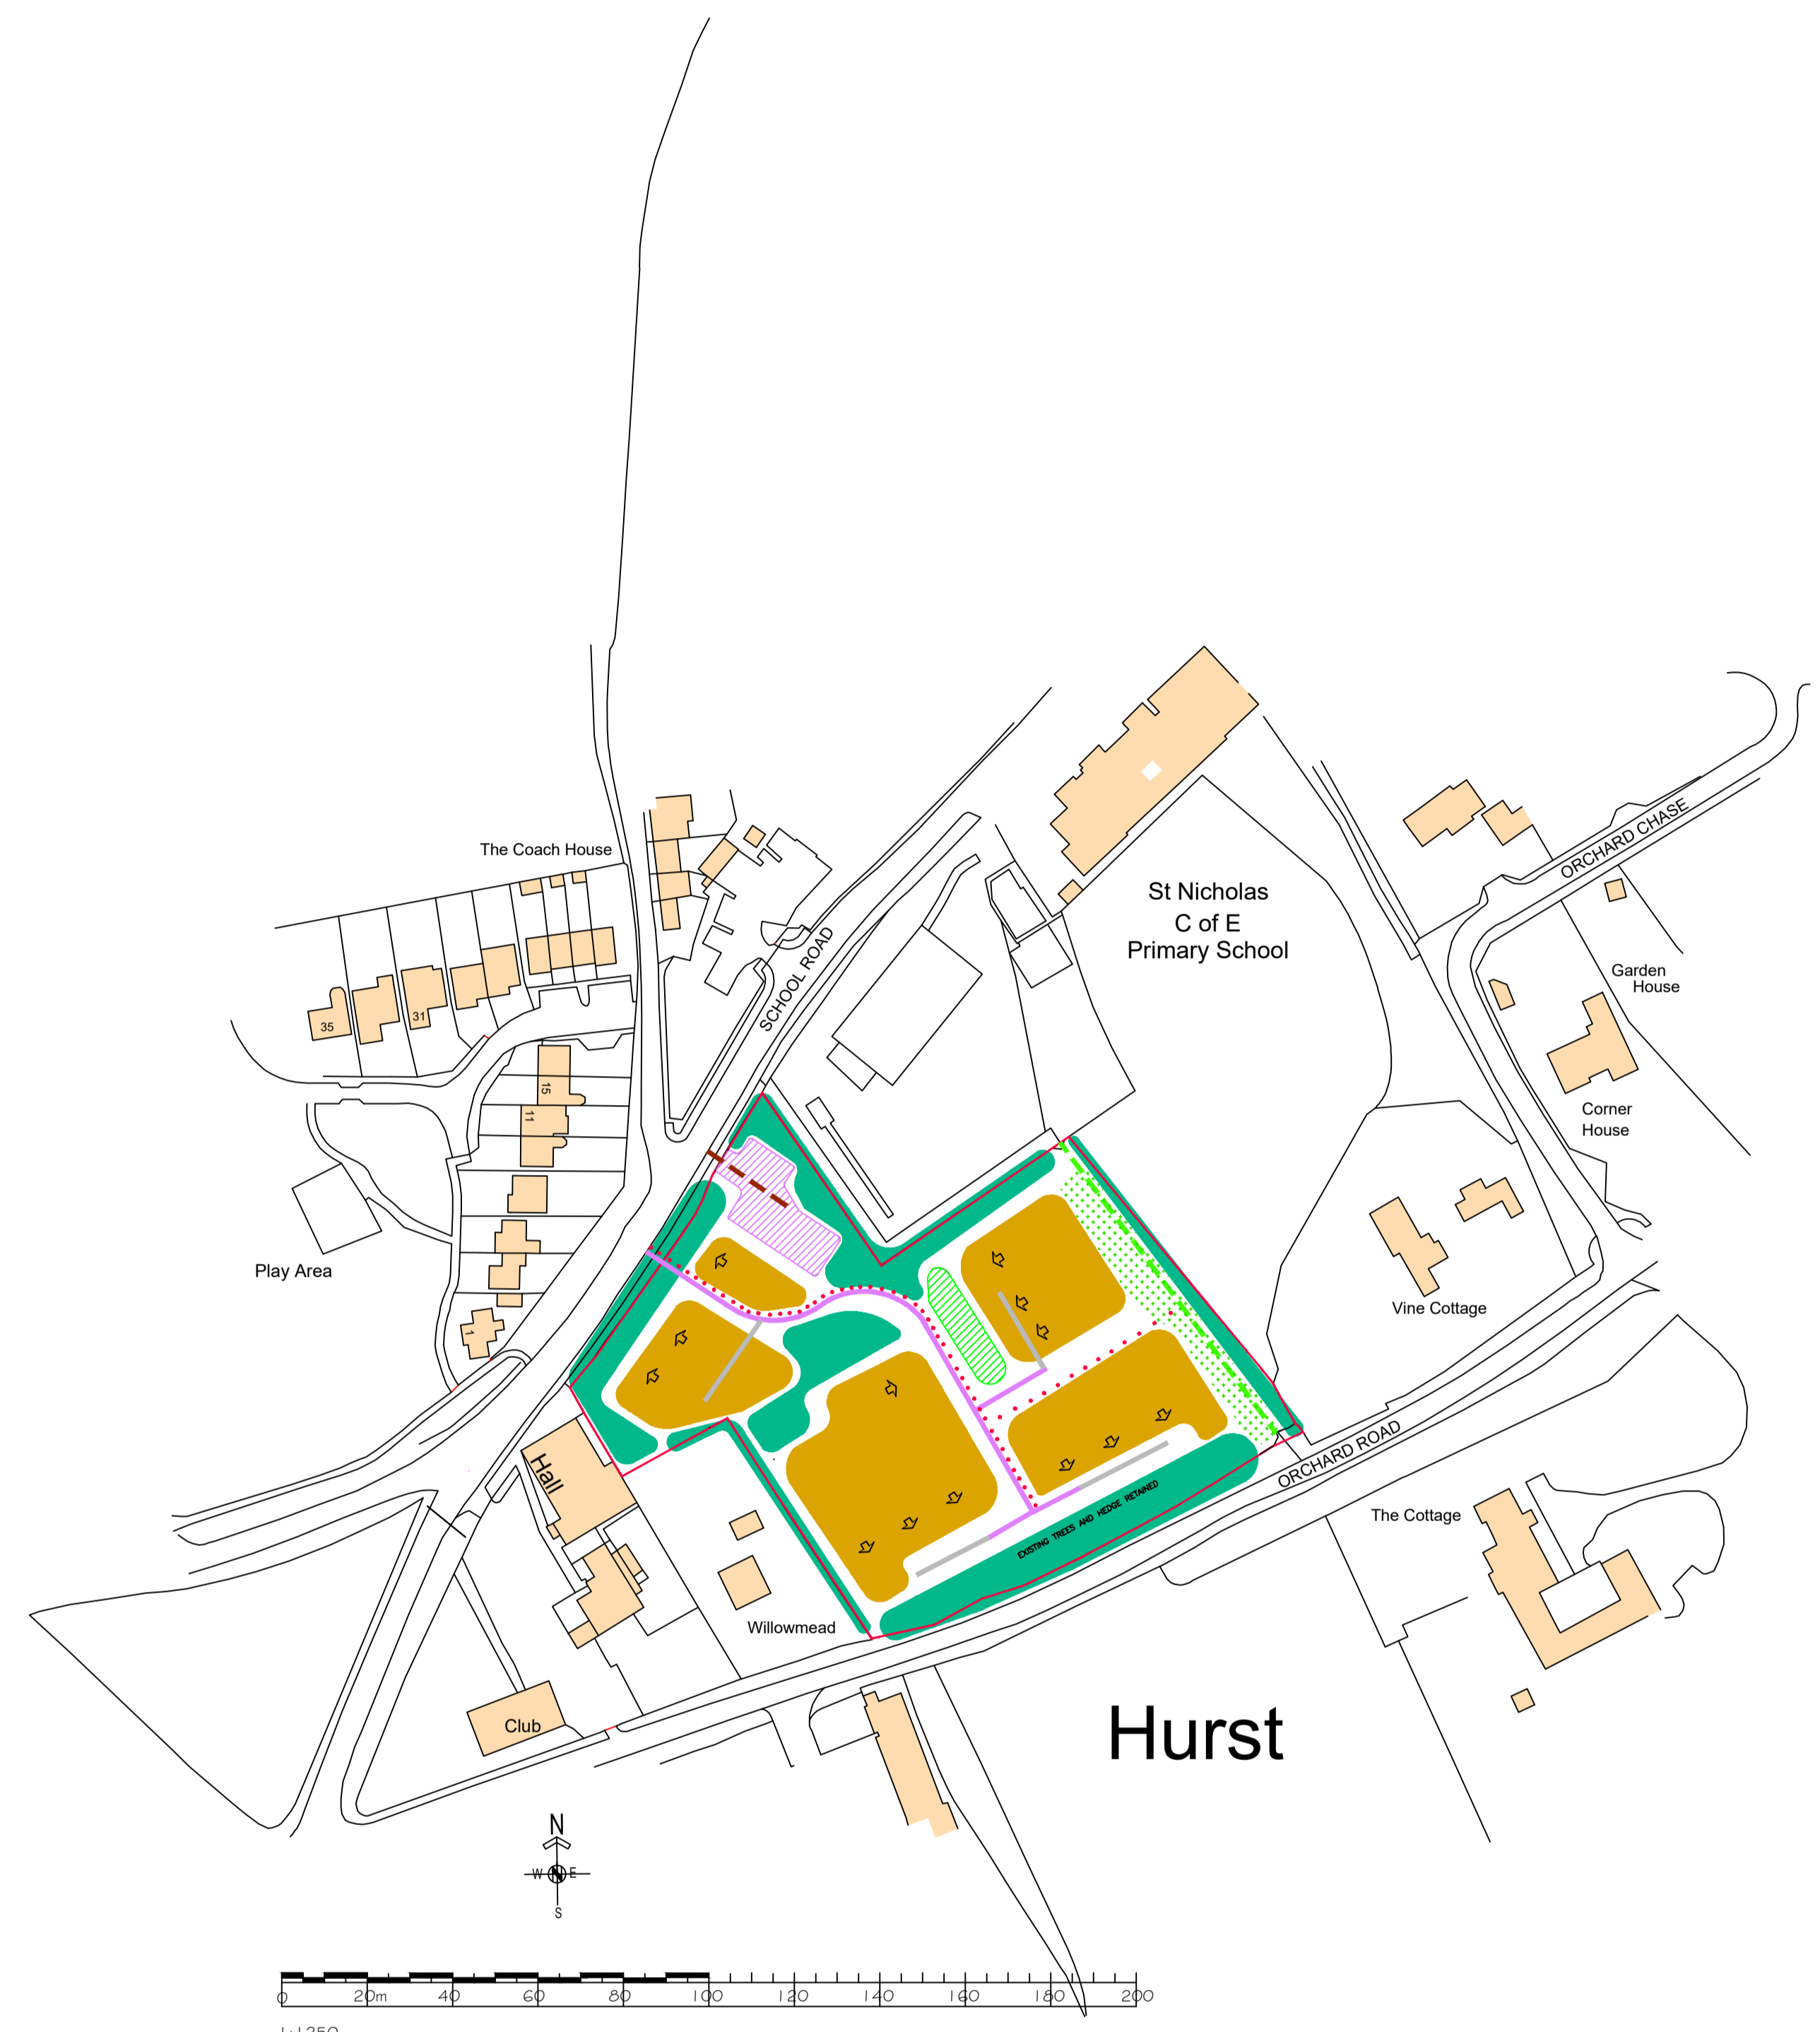 The Coach House
SCHOOL ROAD
ORCHARD CHASE
St Nicholas
C of E
Primary School
Garden
House
35
31
15
11
Corner
House
Play Area
Vine Cottage
1
Hall
ORCHARD ROAD
EXISTING TREES AND HEDGE RETAINED
The Cottage
Willowmead
Club
Hurst
N
W N E
S
0 20m 40 60 80 100 120 140 160 180 200
1:1250